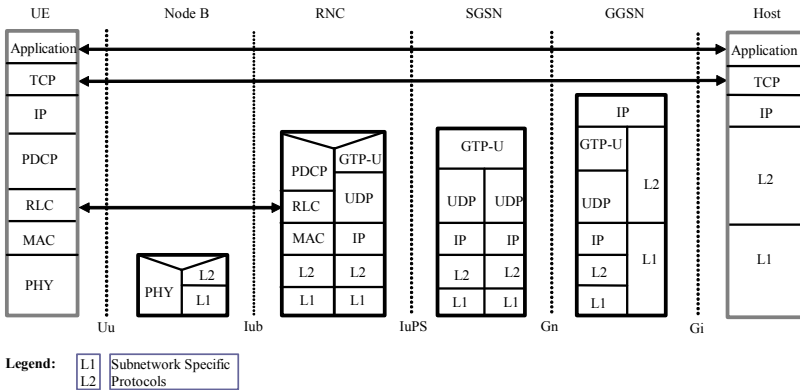 UE Node B RNC SGSN GGSN Host
Application Application
TCP TCP
IP IP IP
PDCP PDCP GTP-U GTP-U GTP-U L2 L2
RLC RLC UDP UDP UDP UDP
MAC MAC IP IP IP IP L1 L1
PHY PHY L2 L2 L2 L2 L2 L2
L1 L1 L1 L1 L1 L1
Uu Iub IuPS Gn Gi
Legend: L1 Subnetwork Specific
L2 Protocols